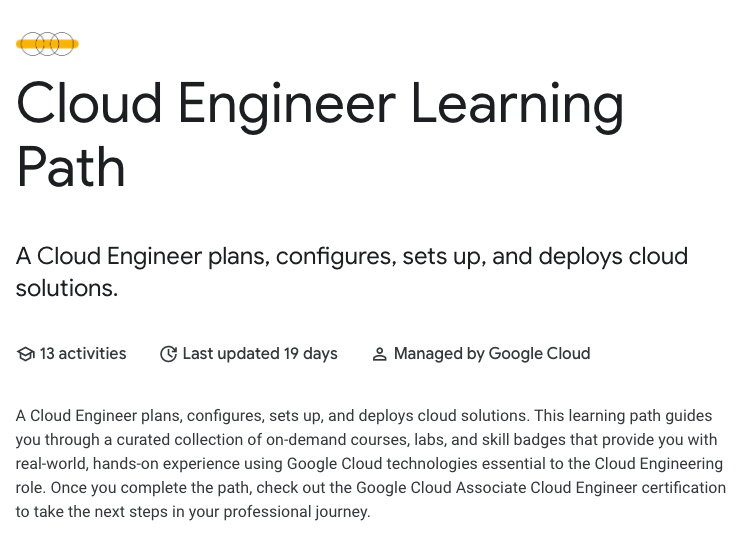 Cloud Engineer Learning
Path
A Cloud Engineer plans, configures, sets up, and deploys cloud
solutions.
13 activities Last updated 19 days Managed by Google Cloud
A Cloud Engineer plans, configures, sets up, and deploys cloud solutions. This learning path guides
you through a curated collection of on-demand courses, labs, and skill badges that provide you with
real-world, hands-on experience using Google Cloud technologies essential to the Cloud Engineering
role. Once you complete the path, check out the Google Cloud Associate Cloud Engineer certification
to take the next steps in your professional journey.